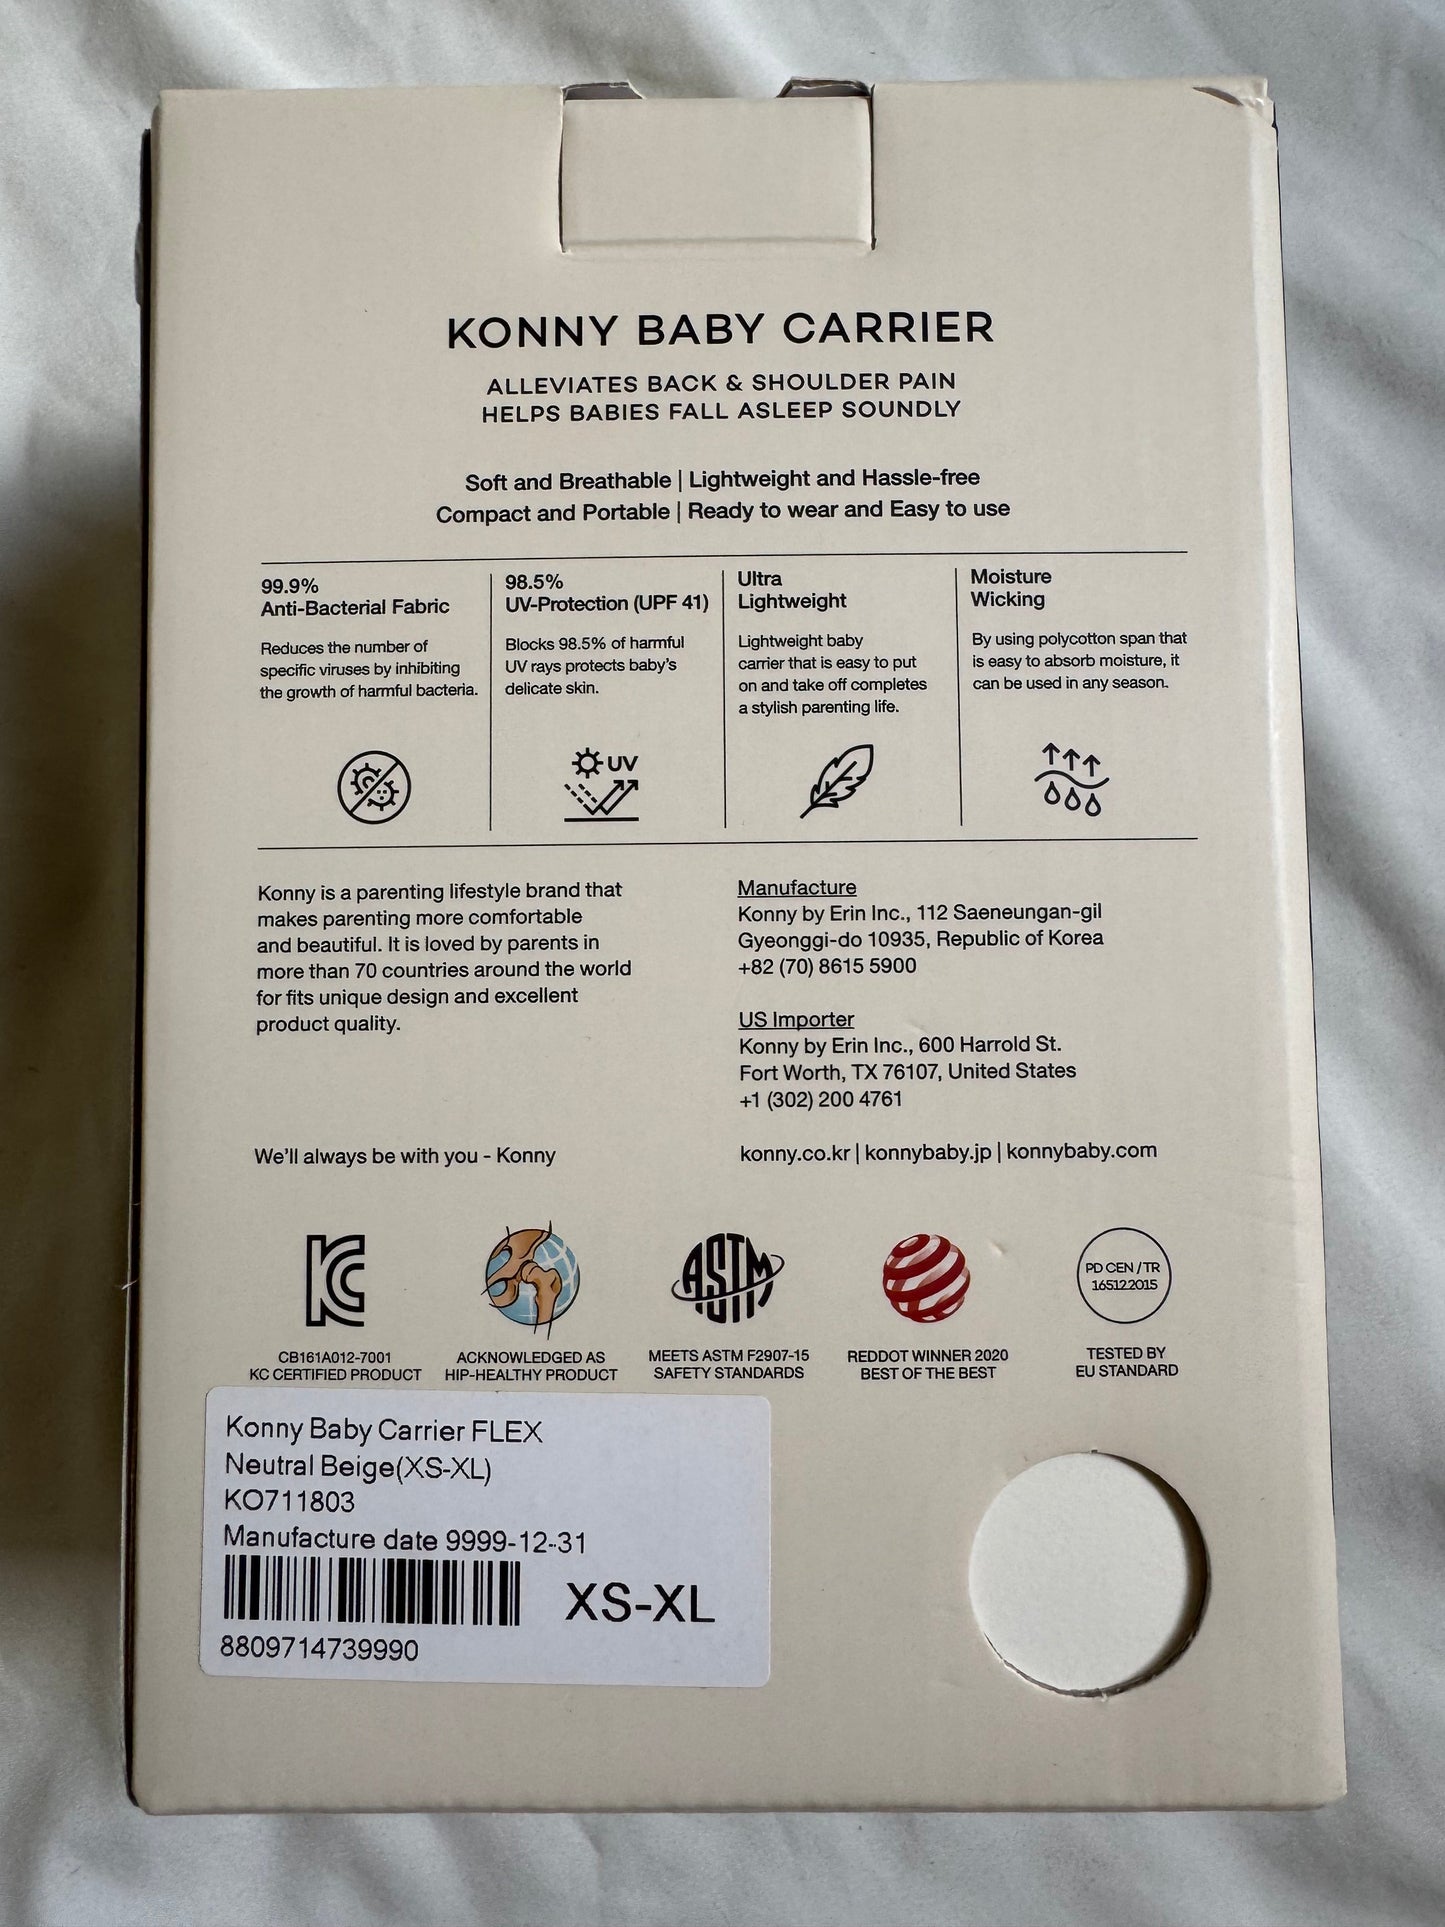 KONNY BABY CARRIER
ALLEVIATES BACK & SHOULDER PAIN
HELPS BABIES FALL ASLEEP SOUNDLY
Soft and Breathable | Lightweight and Hassle-free
Compact and Portable | Ready to wear and Easy to use
99.9%
Anti-Bacterial Fabric
Reduces the number of
specific viruses by inhibiting
the growth of harmful bacteria.
98.5%
UV-Protection (UPF 41)
Blocks 98.5% of harmful
UV rays protects baby's
delicate skin.
UV
Ultra
Lightweight
Lightweight baby
carrier that is easy to put
on and take off completes
a stylish parenting life.
Moisture
Wicking
By using polycotton span that
is easy to absorb moisture, it
can be used in any season.
Konny is a parenting lifestyle brand that
makes parenting more comfortable
and beautiful. It is loved by parents in
more than 70 countries around the world
for fits unique design and excellent
product quality.
We'll always be with you - Konny
Manufacture
Konny by Erin Inc., 112 Saeneungan-gil
Gyeonggi-do 10935, Republic of Korea
+82 (70) 8615 5900
US Importer
Konny by Erin Inc., 600 Harrold St.
Fort Worth, TX 76107, United States
+1 (302) 200 4761
konny.co.kr | konnybaby.jp | konnybaby.com
KC
CB161A012-7001
KC CERTIFIED PRODUCT
ACKNOWLEDGED AS
HIP-HEALTHY PRODUCT
ASTM
MEETS ASTM F2907-15
SAFETY STANDARDS
REDDOT WINNER 2020
BEST OF THE BEST
PD CEN / TR
16512:2015
TESTED BY
EU STANDARD
Konny Baby Carrier FLEX
Neutral Beige(XS-XL)
KO711803
Manufacture date 9999-12-31
XS-XL
8809714739990